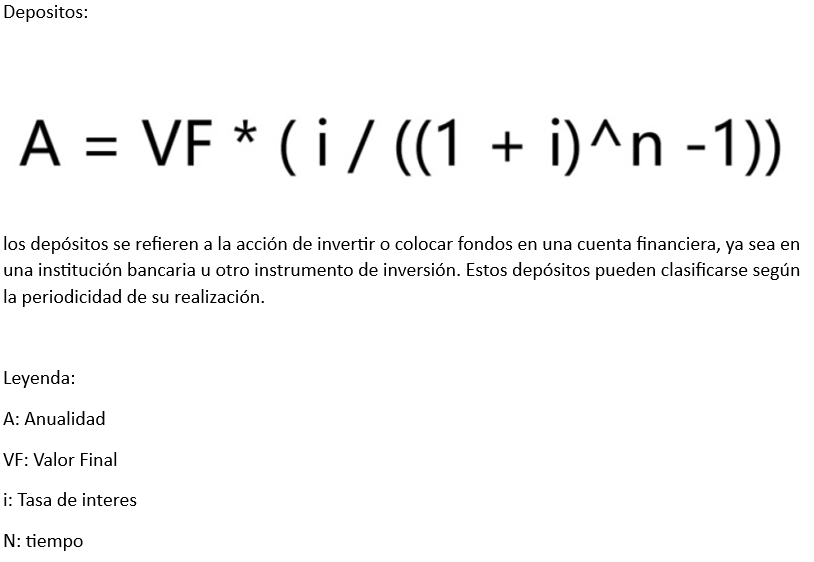 Depositos:
A = VF * ( i / ((1 + i)^n -1))
los depósitos se refieren a la acción de invertir o colocar fondos en una cuenta financiera, ya sea en
una institución bancaria u otro instrumento de inversión. Estos depósitos pueden clasificarse según
la periodicidad de su realización.
Leyenda:
A: Anualidad
VF: Valor Final
i: Tasa de interes
N: tiempo